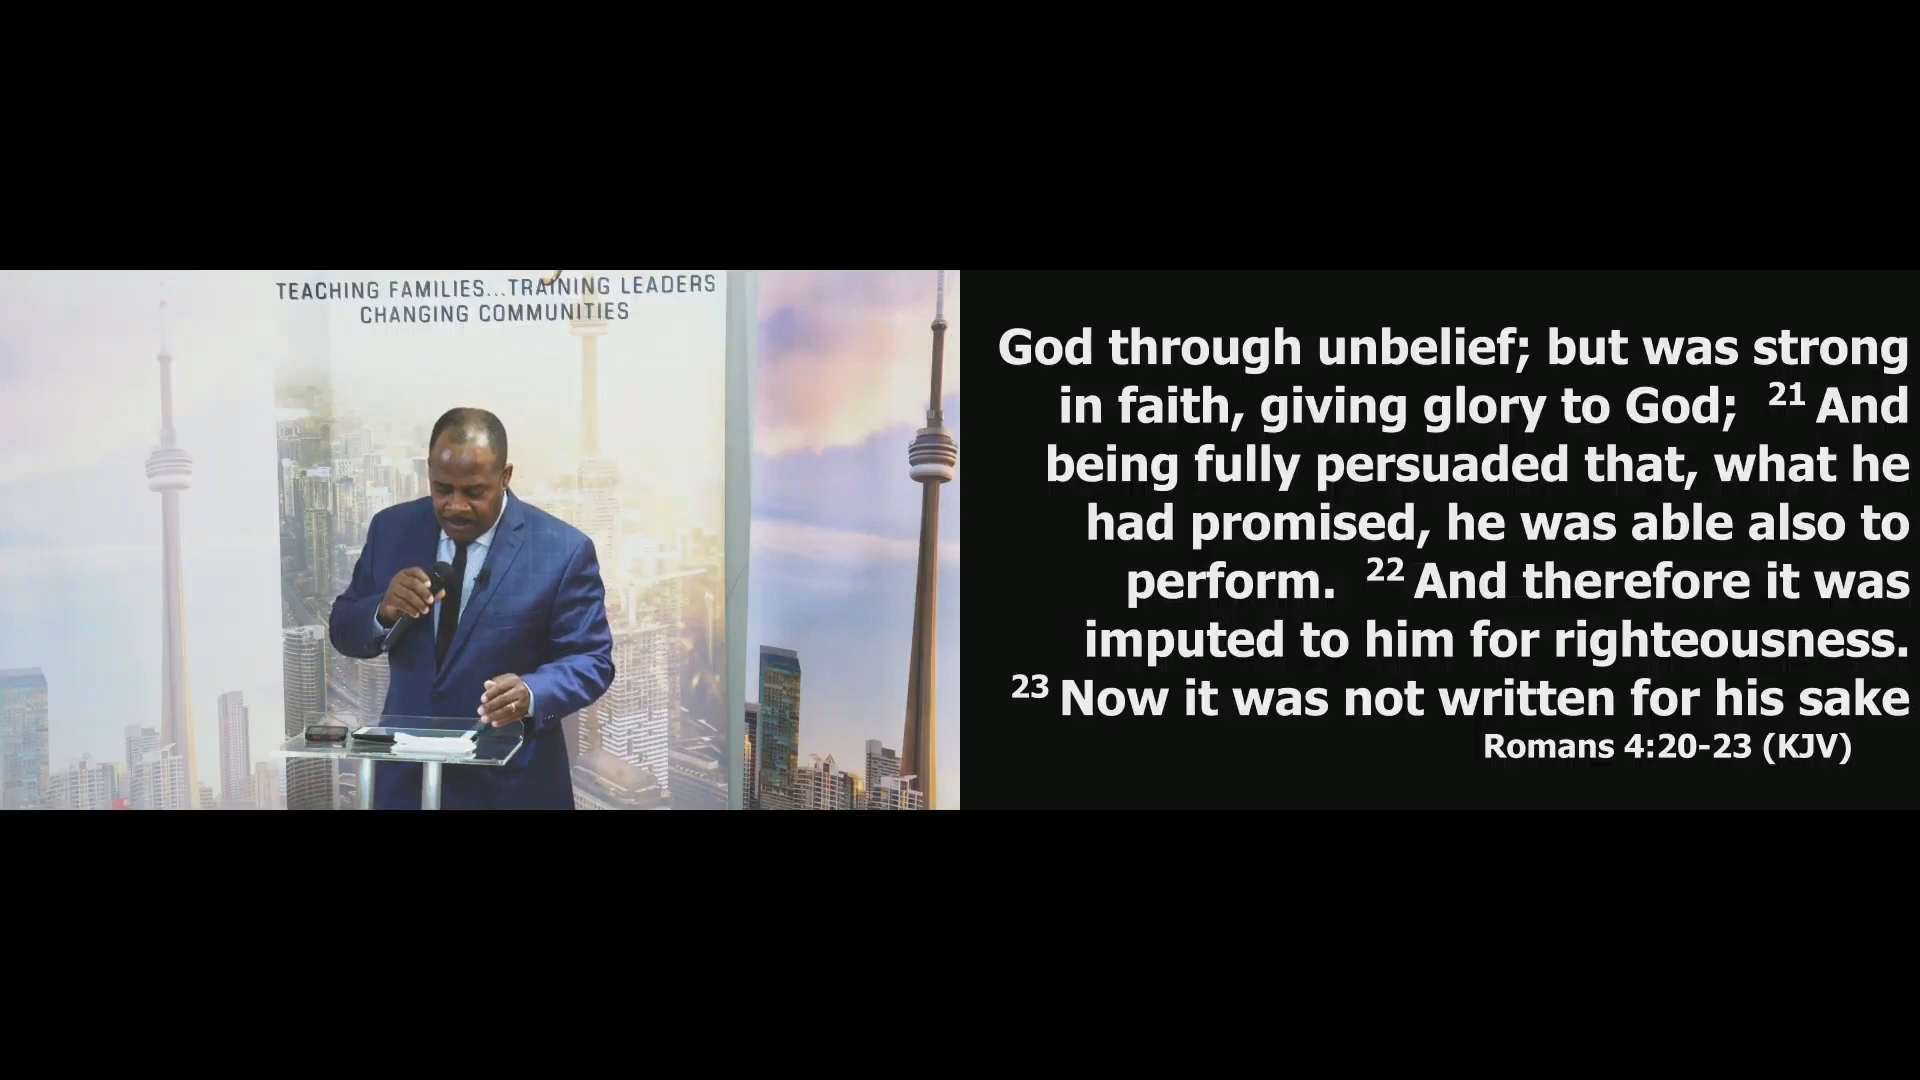 TEACHING FAMILIES...TRAINING LEADERS
CHANGING COMMUNITIES
God through unbelief; but was strong
in faith, giving glory to God; 21 And
being fully persuaded that, what he
had promised, he was able also to
perform. 22 And therefore it was
imputed to him for righteousness.
23 Now it was not written for his sake
Romans 4:20-23 (KJV)